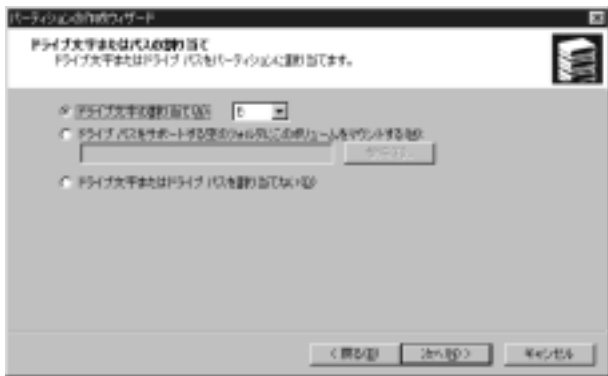 パーティションの作成ウィザード
ドライブ文字またはパスの割り当て
ドライブ文字またはドライブ パスをパーティションに割り当てます。
ドライブ文字の割り当て(A)
ドライブ パスをサポートする空のフォルダにこのボリュームをマウントする(M):
ドライブ文字またはドライブ パスを割り当てない(D)
< 戻る(B) 次へ(N) > キャンセル